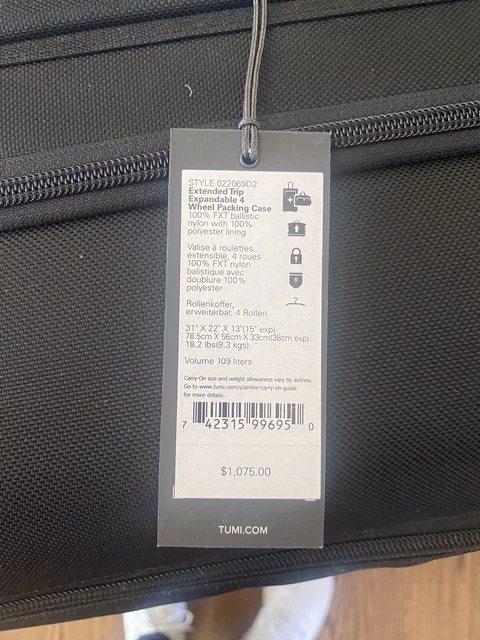 STYLE 022069D2
Extended Trip
Expandable 4
Wheel Packing Case
100% FXT ballistic
nylon with 100%
polyester lining
Valise à roulettes,
extensible, 4 roues
100% FXT nylon
balistique avec
doublure 100%
polyester
Rollenkoffer,
erweiterbar, 4 Rollen
31" X 22" X 13"(15" exp)
78.5cm X 56cm X 33cm(38cm exp)
18.2 lbs(8.3 kgs)
Volume 109 liters
Carry-On size and weight allowances vary by airlines.
Go to www.tumi.com/s/airline-carry-on-guide
for more details.
7 42315 99695 0
$1,075.00
TUMI.COM